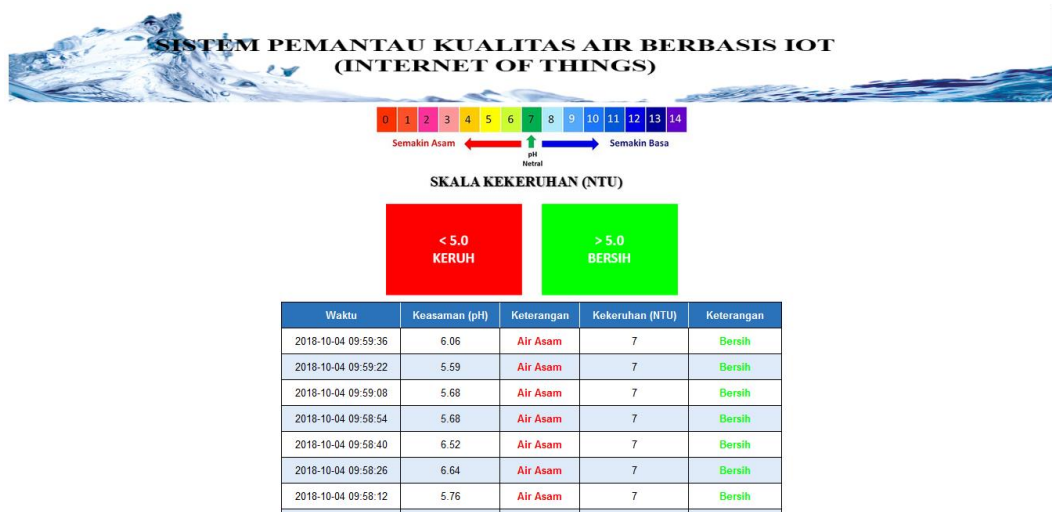 SISTEM PEMANTAU KUALITAS AIR BERBASIS IOT
(INTERNET OF THINGS)
0 1 2 3 4 5 6 7 8 9 10 11 12 13 14
Semakin Asam Semakin Basa
pH
Netral
SKALA KEKERUHAN (NTU)
< 5.0 > 5.0
KERUH BERSIH
Waktu Keasaman (pH) Keterangan Kekeruhan (NTU) Keterangan
2018-10-04 09:59:36 6.06 Air Asam 7 Bersih
2018-10-04 09:59:22 5.59 Air Asam 7 Bersih
2018-10-04 09:59:08 5.68 Air Asam 7 Bersih
2018-10-04 09:58:54 5.68 Air Asam 7 Bersih
2018-10-04 09:58:40 6.52 Air Asam 7 Bersih
2018-10-04 09:58:26 6.64 Air Asam 7 Bersih
2018-10-04 09:58:12 5.76 Air Asam 7 Bersih